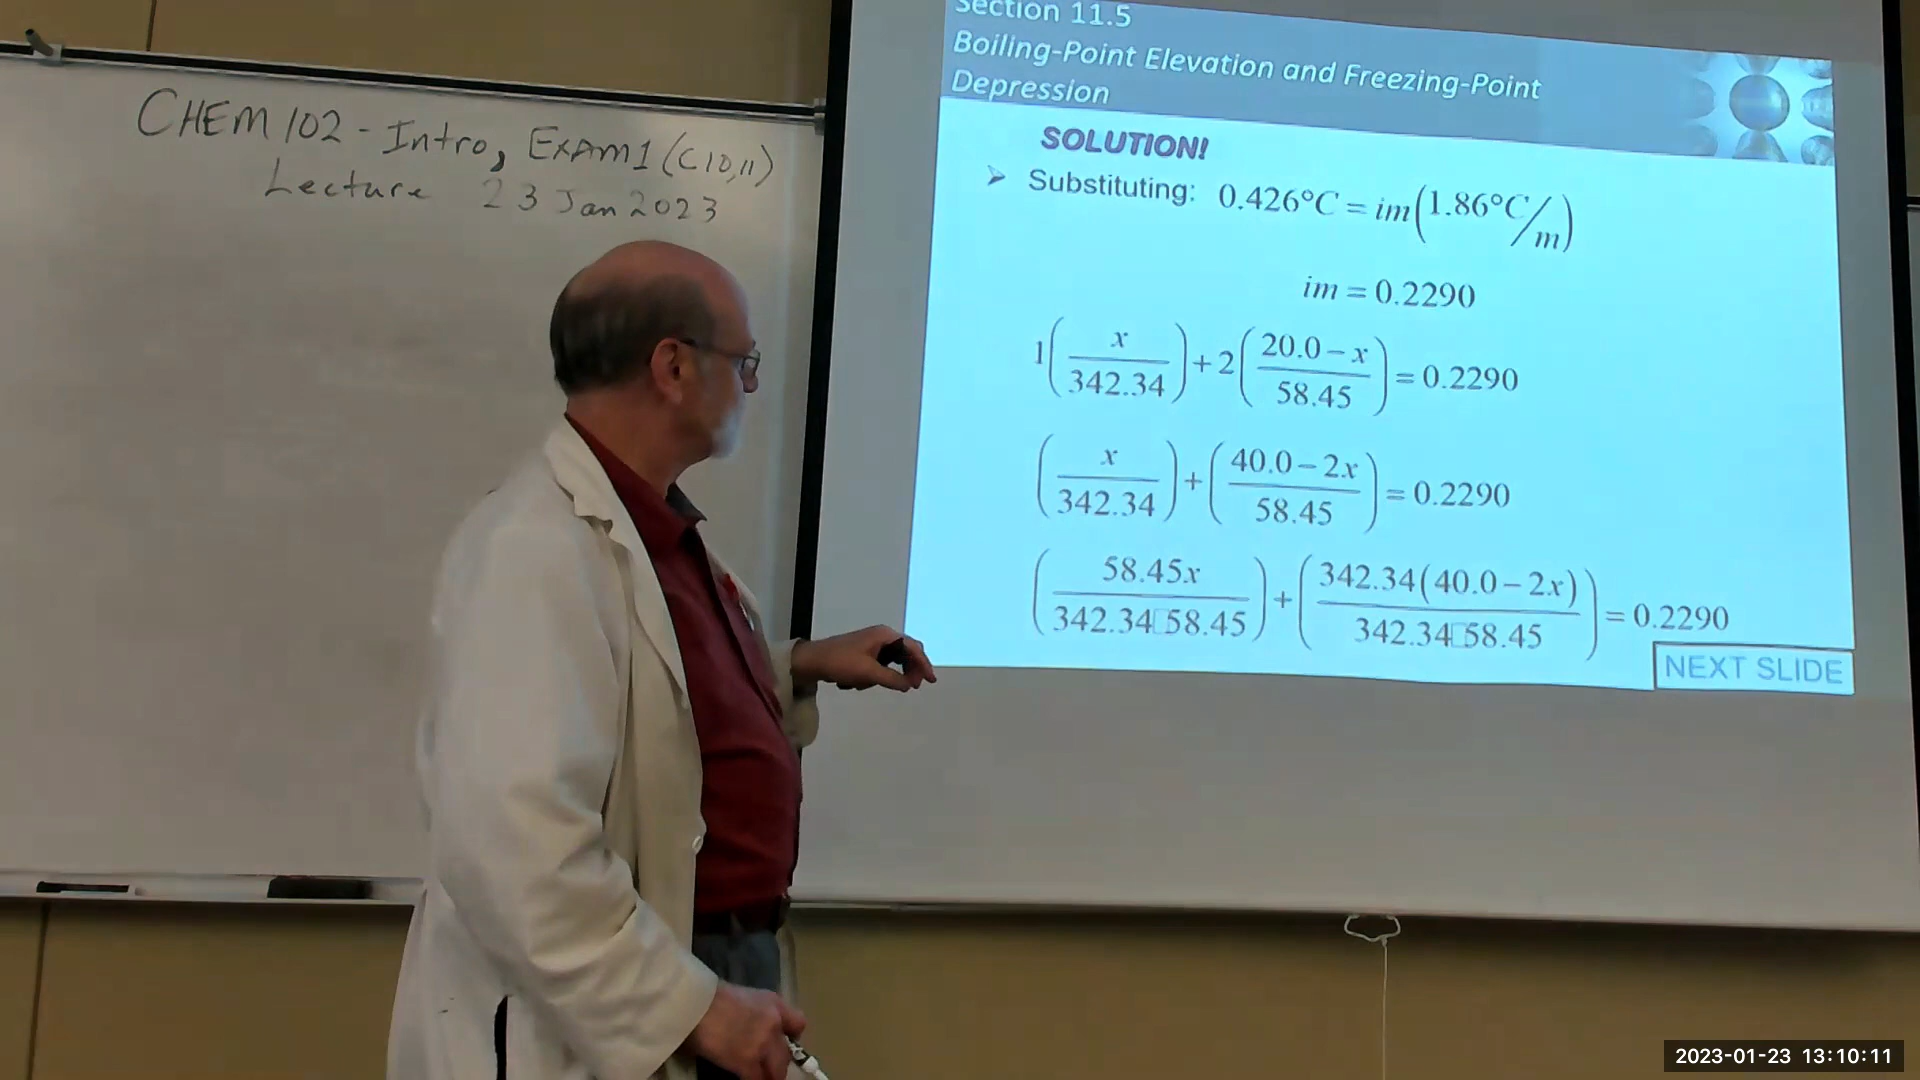 CHEM 102 - Intro, EXAM 1 (C10,11)
Lecture 23 Jan 2023
Section 11.5
Boiling-Point Elevation and Freezing-Point
Depression
SOLUTION!
➢ Substituting: 0.426°C = im(1.86°C/m)
im = 0.2290
1(x/342.34) + 2(20.0 − x/58.45) = 0.2290
(x/342.34) + (40.0 − 2x/58.45) = 0.2290
(58.45x/342.34□58.45) + (342.34(40.0 − 2x)/342.34□58.45) = 0.2290
NEXT SLIDE
2023-01-23 13:10:11